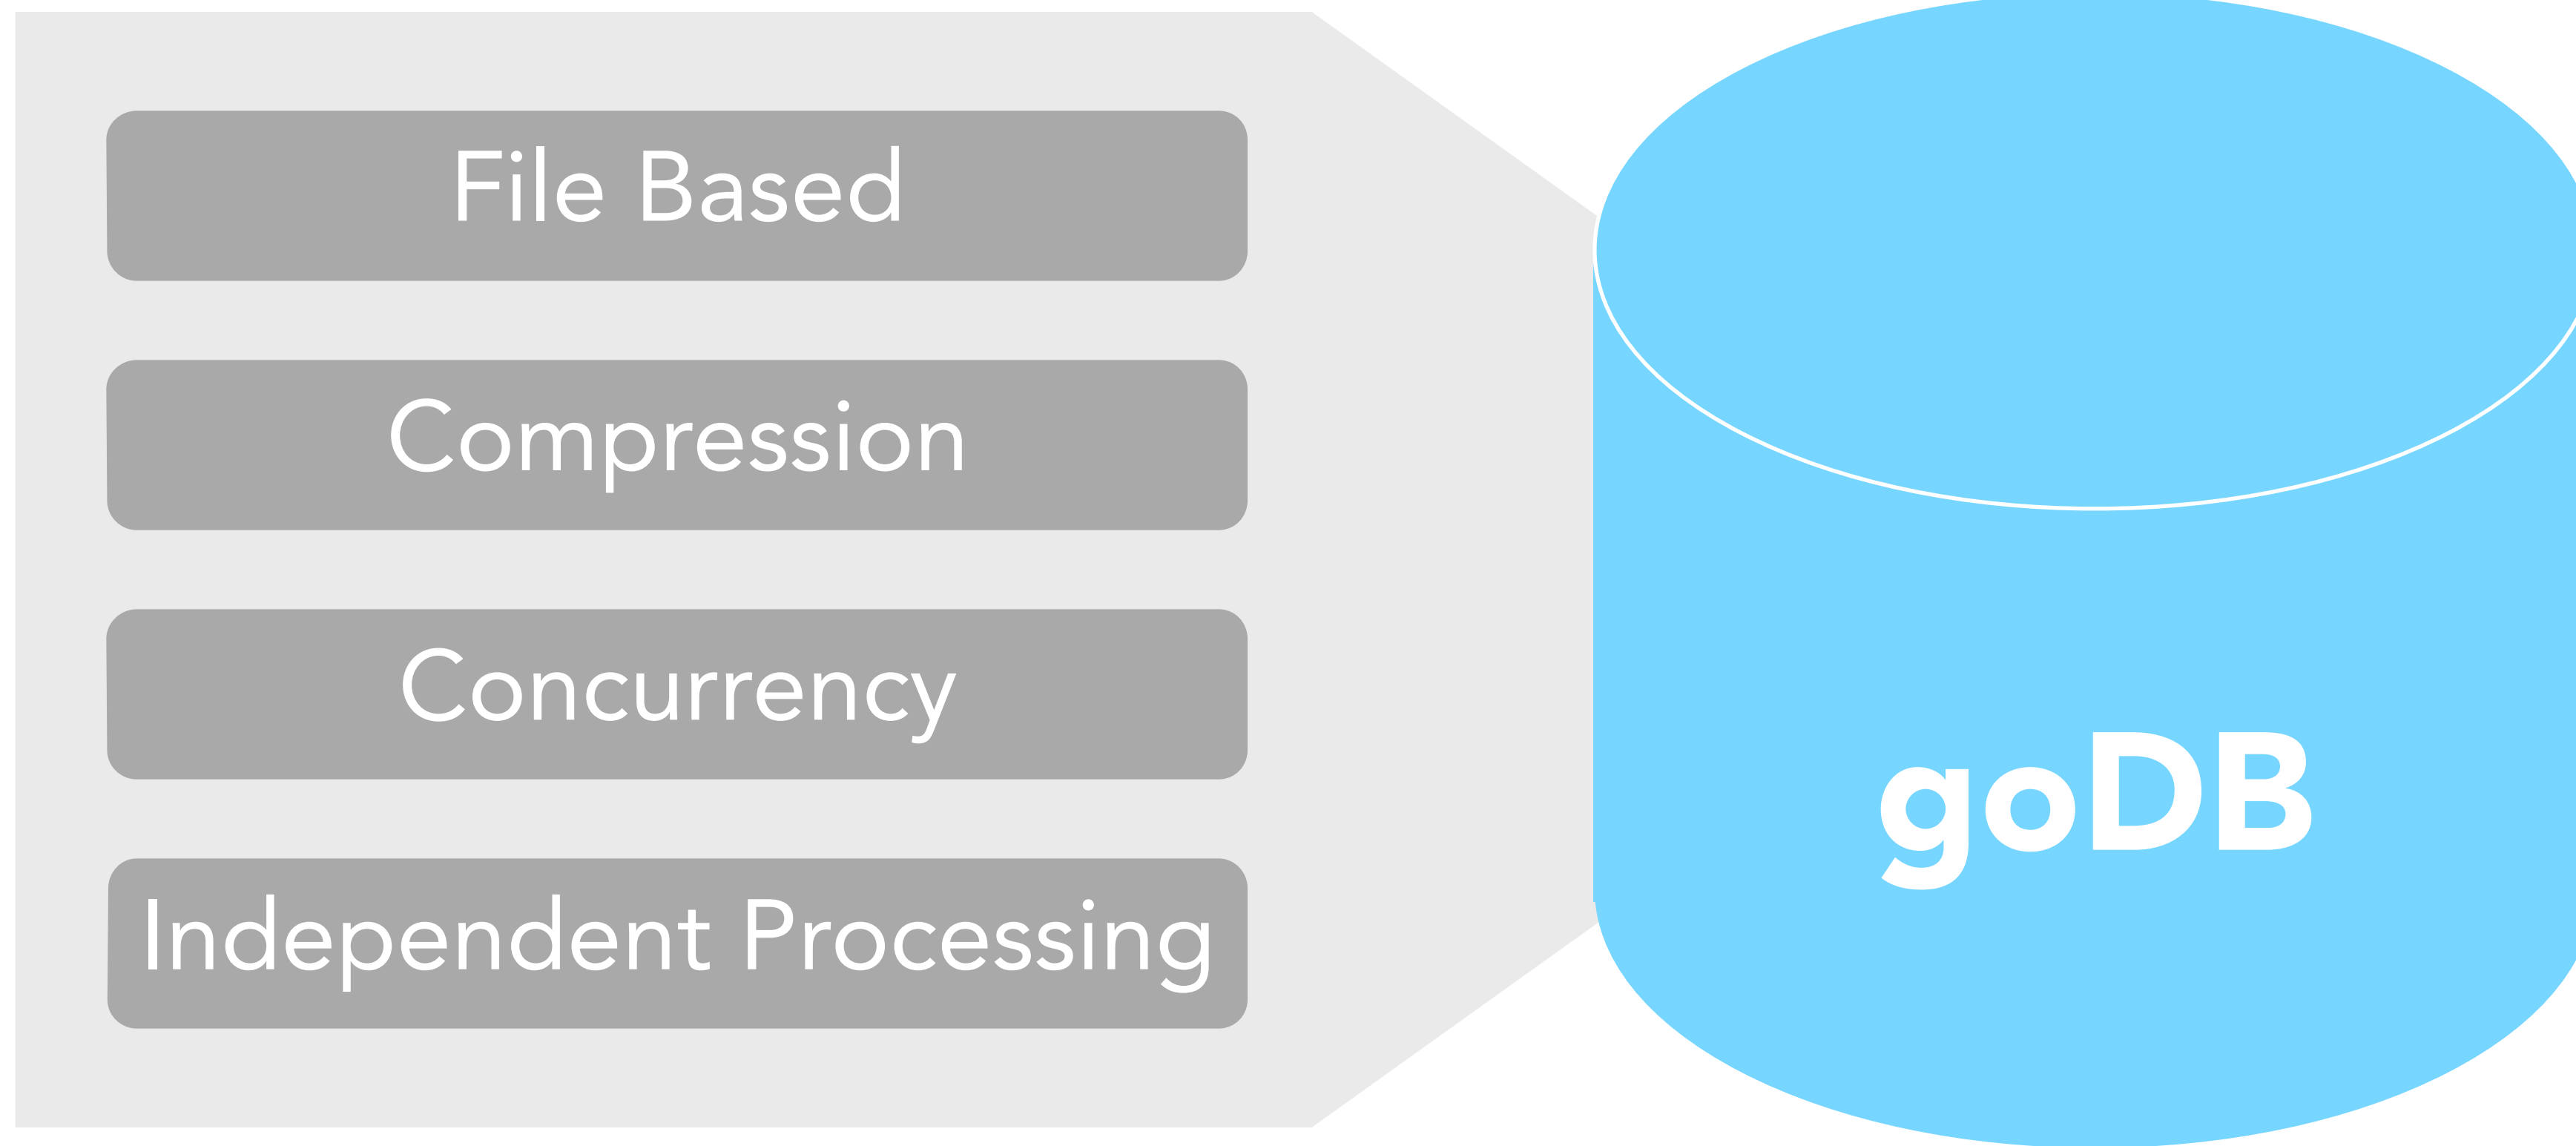 File Based
Compression
Concurrency
Independent Processing
goDB